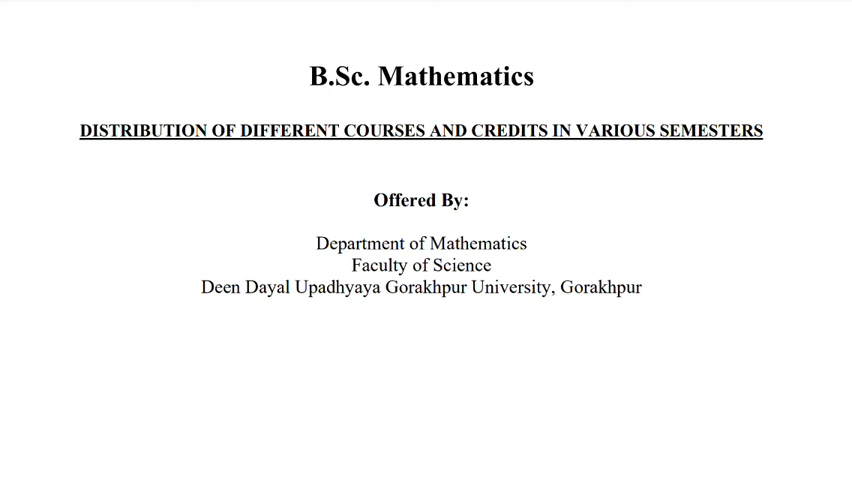 B.Sc. Mathematics
DISTRIBUTION OF DIFFERENT COURSES AND CREDITS IN VARIOUS SEMESTERS
Offered By:
Department of Mathematics
Faculty of Science
Deen Dayal Upadhyaya Gorakhpur University, Gorakhpur